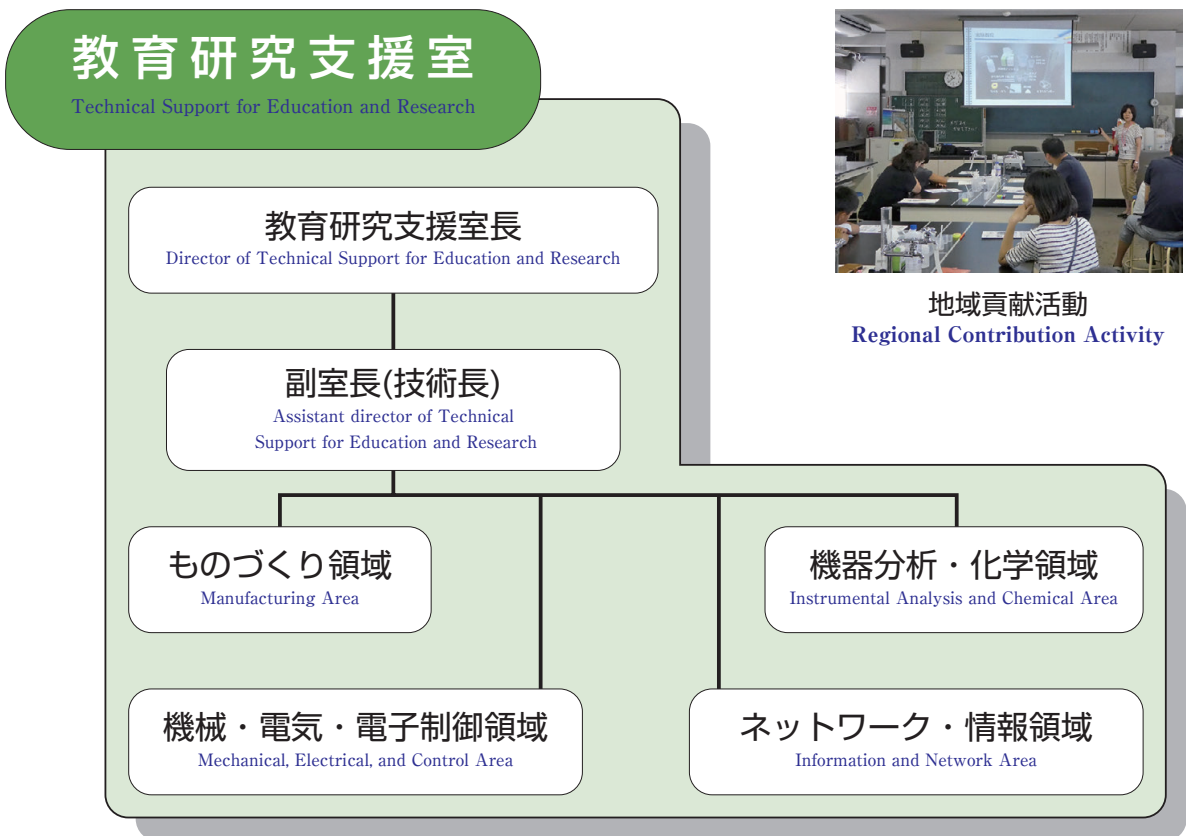 教育研究支援室
Technical Support for Education and Research
教育研究支援室長
Director of Technical Support for Education and Research
地域貢献活動
Regional Contribution Activity
副室長(技術長)
Assistant director of Technical
Support for Education and Research
ものづくり領域
Manufacturing Area
機器分析・化学領域
Instrumental Analysis and Chemical Area
機械・電気・電子制御領域
Mechanical, Electrical, and Control Area
ネットワーク・情報領域
Information and Network Area